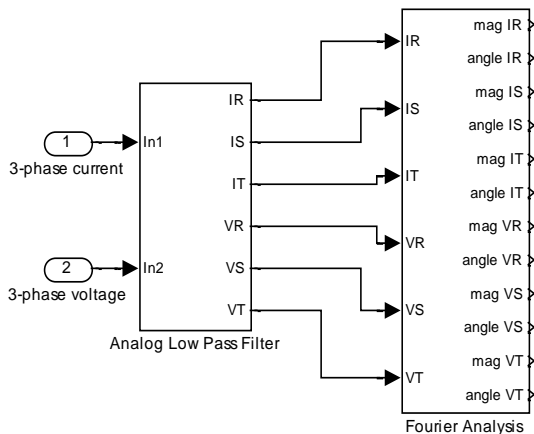 1
3-phase current
2
3-phase voltage
In1
In2
IR
IS
IT
VR
VS
VT
Analog Low Pass Filter
IR
IS
IT
VR
VS
VT
mag IR
angle IR
mag IS
angle IS
mag IT
angle IT
mag VR
angle VR
mag VS
angle VS
mag VT
angle VT
Fourier Analysis